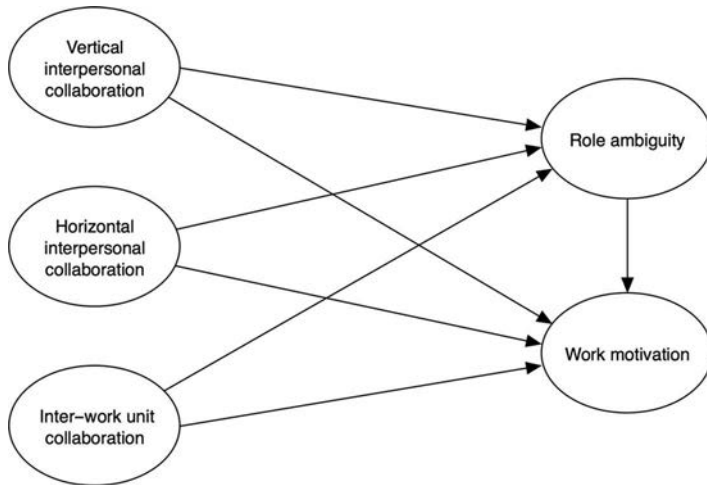 Vertical
interpersonal
collaboration
Role ambiguity
Horizontal
interpersonal
collaboration
Work motivation
Inter–work unit
collaboration